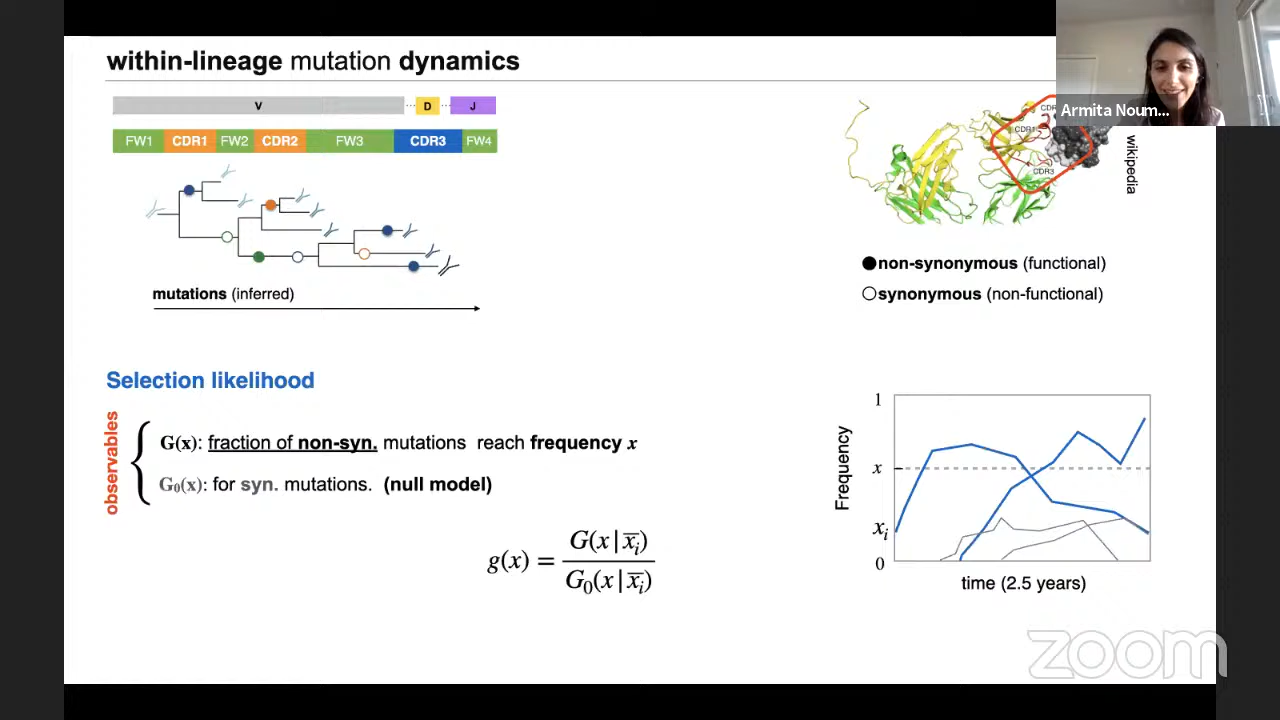 within-lineage mutation dynamics
Armita Noum...
V
D
J
FW1
CDR1
FW2
CDR2
FW3
CDR3
FW4
CDR1
CDR3
wikipedia
non-synonymous (functional)
synonymous (non-functional)
mutations (inferred)
Selection likelihood
observables
G(x): fraction of non-syn. mutations reach frequency x
G₀(x): for syn. mutations. (null model)
g(x) = G(x|x̅ᵢ) / G₀(x|x̅ᵢ)
Frequency
1
x
xᵢ
0
time (2.5 years)
zoom